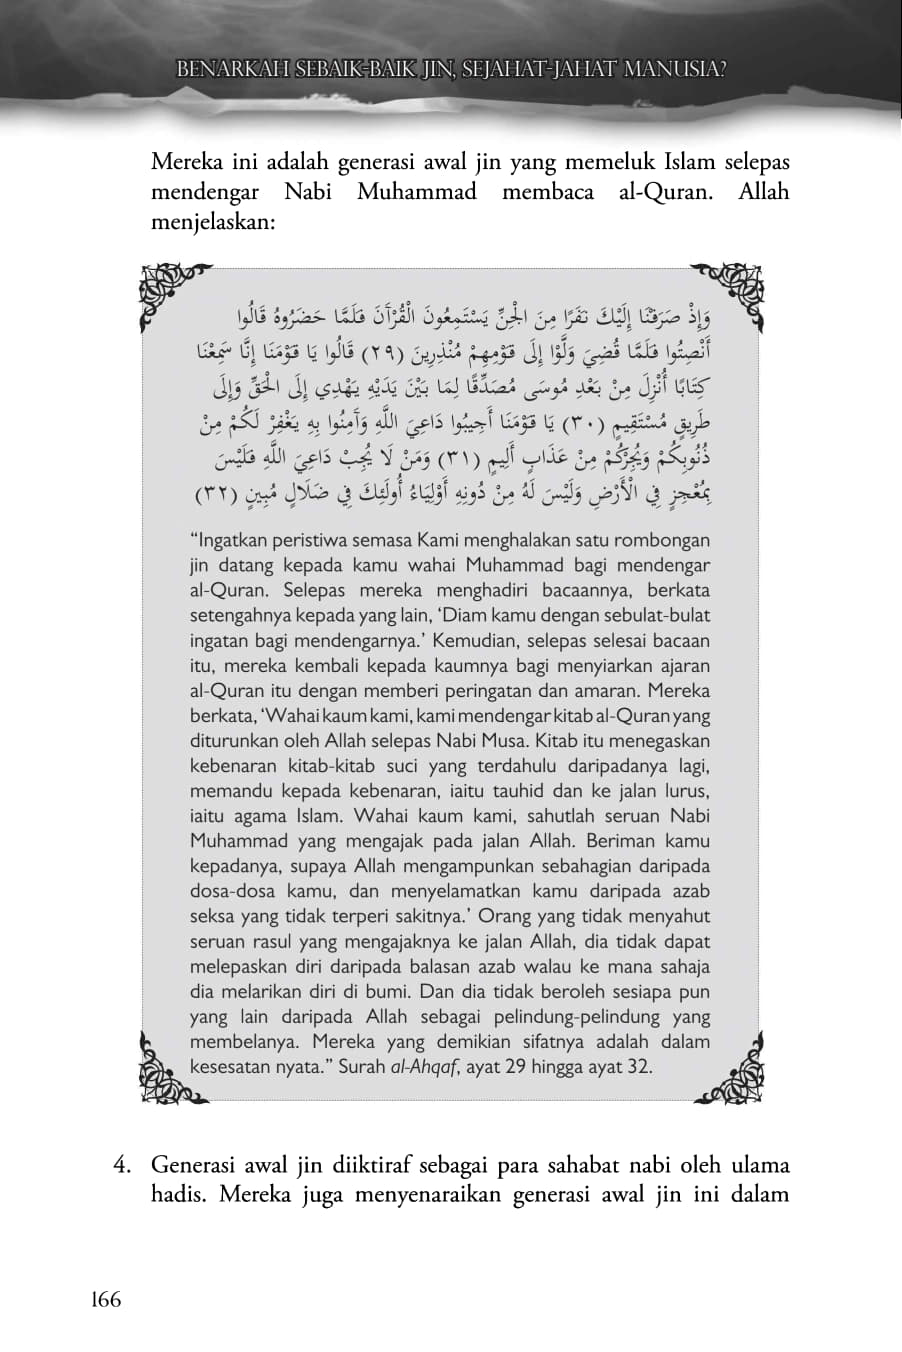 BENARKAH SEBAIK-BAIK JIN, SEJAHAT-JAHAT MANUSIA?
Mereka ini adalah generasi awal jin yang memeluk Islam selepas
mendengar Nabi Muhammad membaca al-Quran. Allah
menjelaskan:
وَإِذْ صَرَفْنَا إِلَيْكَ نَفَرًا مِنَ الْجِنِّ يَسْتَمِعُونَ الْقُرْآنَ فَلَمَّا حَضَرُوهُ قَالُوا
أَنْصِتُوا فَلَمَّا قُضِيَ وَلَّوْا إِلَى قَوْمِهِمْ مُنْذِرِينَ (٢٩) قَالُوا يَا قَوْمَنَا إِنَّا سَمِعْنَا
كِتَابًا أُنْزِلَ مِنْ بَعْدِ مُوسَى مُصَدِّقًا لِمَا بَيْنَ يَدَيْهِ يَهْدِي إِلَى الْحَقِّ وَإِلَى
طَرِيقٍ مُسْتَقِيمٍ (٣٠) يَا قَوْمَنَا أَجِيبُوا دَاعِيَ اللَّهِ وَآمِنُوا بِهِ يَغْفِرْ لَكُمْ مِنْ
ذُنُوبِكُمْ وَيُجِرْكُمْ مِنْ عَذَابٍ أَلِيمٍ (٣١) وَمَنْ لَا يُجِبْ دَاعِيَ اللَّهِ فَلَيْسَ
بِمُعْجِزٍ فِي الْأَرْضِ وَلَيْسَ لَهُ مِنْ دُونِهِ أَوْلِيَاءُ أُولَئِكَ فِي ضَلَالٍ مُبِينٍ (٣٢)
“Ingatkan peristiwa semasa Kami menghalakan satu rombongan
jin datang kepada kamu wahai Muhammad bagi mendengar
al-Quran. Selepas mereka menghadiri bacaannya, berkata
setengahnya kepada yang lain, ‘Diam kamu dengan sebulat-bulat
ingatan bagi mendengarnya.’ Kemudian, selepas selesai bacaan
itu, mereka kembali kepada kaumnya bagi menyiarkan ajaran
al-Quran itu dengan memberi peringatan dan amaran. Mereka
berkata, ‘Wahai kaum kami, kami mendengar kitab al-Quran yang
diturunkan oleh Allah selepas Nabi Musa. Kitab itu menegaskan
kebenaran kitab-kitab suci yang terdahulu daripadanya lagi,
memandu kepada kebenaran, iaitu tauhid dan ke jalan lurus,
iaitu agama Islam. Wahai kaum kami, sahutlah seruan Nabi
Muhammad yang mengajak pada jalan Allah. Beriman kamu
kepadanya, supaya Allah mengampunkan sebahagian daripada
dosa-dosa kamu, dan menyelamatkan kamu daripada azab
seksa yang tidak terperi sakitnya.’ Orang yang tidak menyahut
seruan rasul yang mengajaknya ke jalan Allah, dia tidak dapat
melepaskan diri daripada balasan azab walau ke mana sahaja
dia melarikan diri di bumi. Dan dia tidak beroleh sesiapa pun
yang lain daripada Allah sebagai pelindung-pelindung yang
membelanya. Mereka yang demikian sifatnya adalah dalam
kesesatan nyata.” Surah al-Ahqaf, ayat 29 hingga ayat 32.
4. Generasi awal jin diiktiraf sebagai para sahabat nabi oleh ulama
hadis. Mereka juga menyenaraikan generasi awal jin ini dalam
166